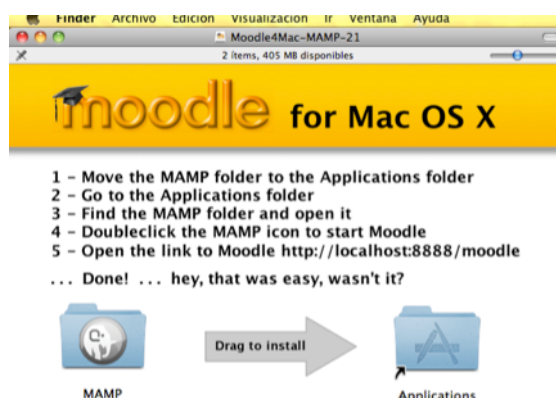 Finder Archivo Edición Visualización Ir Ventana Ayuda
Moodle4Mac-MAMP-21
2 ítems, 405 MB disponibles
moodle for Mac OS X
1 - Move the MAMP folder to the Applications folder
2 - Go to the Applications folder
3 - Find the MAMP folder and open it
4 - Doubleclick the MAMP icon to start Moodle
5 - Open the link to Moodle http://localhost:8888/moodle
... Done! ... hey, that was easy, wasn't it?
Drag to install
MAMP Applications